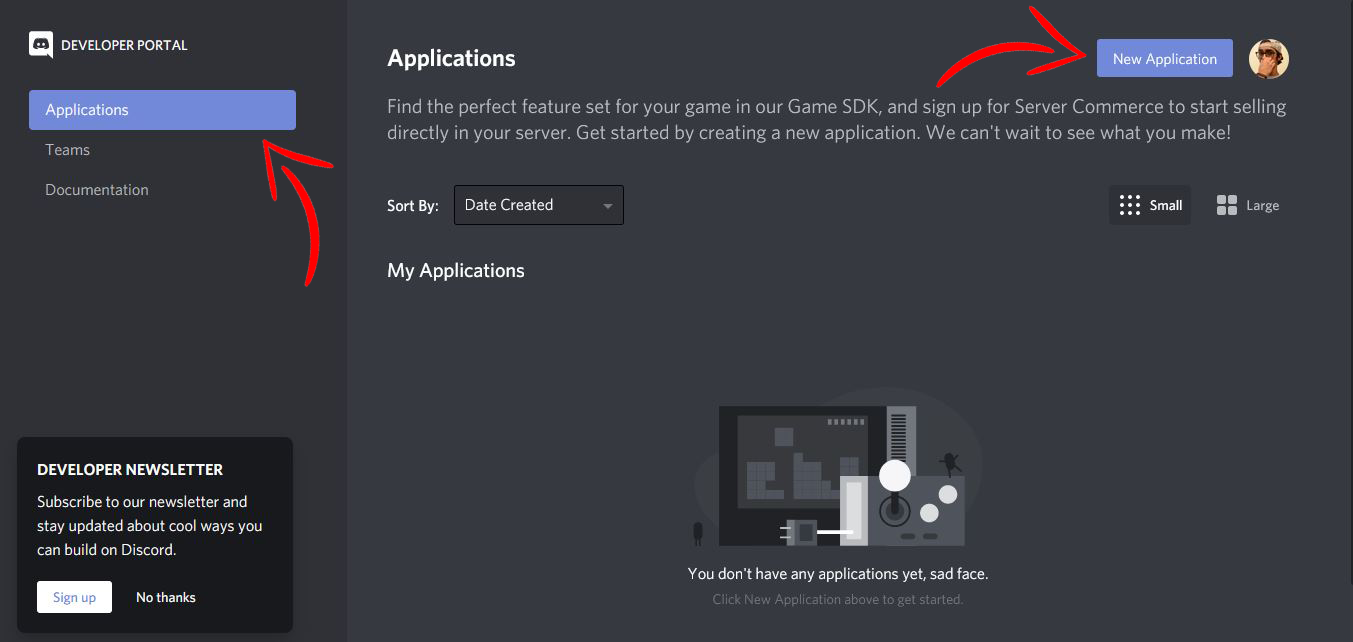 DEVELOPER PORTAL
Applications
Teams
Documentation
DEVELOPER NEWSLETTER
Subscribe to our newsletter and
stay updated about cool ways you
can build on Discord.
Sign up
No thanks
Applications
New Application
Find the perfect feature set for your game in our Game SDK, and sign up for Server Commerce to start selling
directly in your server. Get started by creating a new application. We can't wait to see what you make!
Sort By:
Date Created
Small
Large
My Applications
You don't have any applications yet, sad face.
Click New Application above to get started.